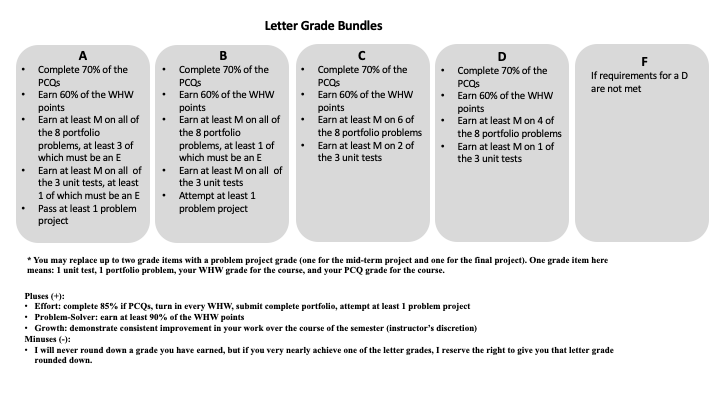 Letter Grade Bundles
A
• Complete 70% of the
PCQs
• Earn 60% of the WHW
points
• Earn at least M on all of
the 8 portfolio
problems, at least 3 of
which must be an E
• Earn at least M on all of
the 3 unit tests, at least
1 of which must be an E
• Pass at least 1 problem
project
B
• Complete 70% of the
PCQs
• Earn 60% of the WHW
points
• Earn at least M on all of
the 8 portfolio
problems, at least 1 of
which must be an E
• Earn at least M on all of
the 3 unit tests
• Attempt at least 1
problem project
C
• Complete 70% of the
PCQs
• Earn 60% of the WHW
points
• Earn at least M on 6 of
the 8 portfolio problems
• Earn at least M on 2 of
the 3 unit tests
D
• Complete 70% of the
PCQs
• Earn 60% of the WHW
points
• Earn at least M on 4 of
the 8 portfolio problems
• Earn at least M on 1 of
the 3 unit tests
F
If requirements for a D
are not met
* You may replace up to two grade items with a problem project grade (one for the mid-term project and one for the final project). One grade item here
means: 1 unit test, 1 portfolio problem, your WHW grade for the course, and your PCQ grade for the course.
Pluses (+):
• Effort: complete 85% if PCQs, turn in every WHW, submit complete portfolio, attempt at least 1 problem project
• Problem-Solver: earn at least 90% of the WHW points
• Growth: demonstrate consistent improvement in your work over the course of the semester (instructor's discretion)
Minuses (-):
• I will never round down a grade you have earned, but if you very nearly achieve one of the letter grades, I reserve the right to give you that letter grade
rounded down.